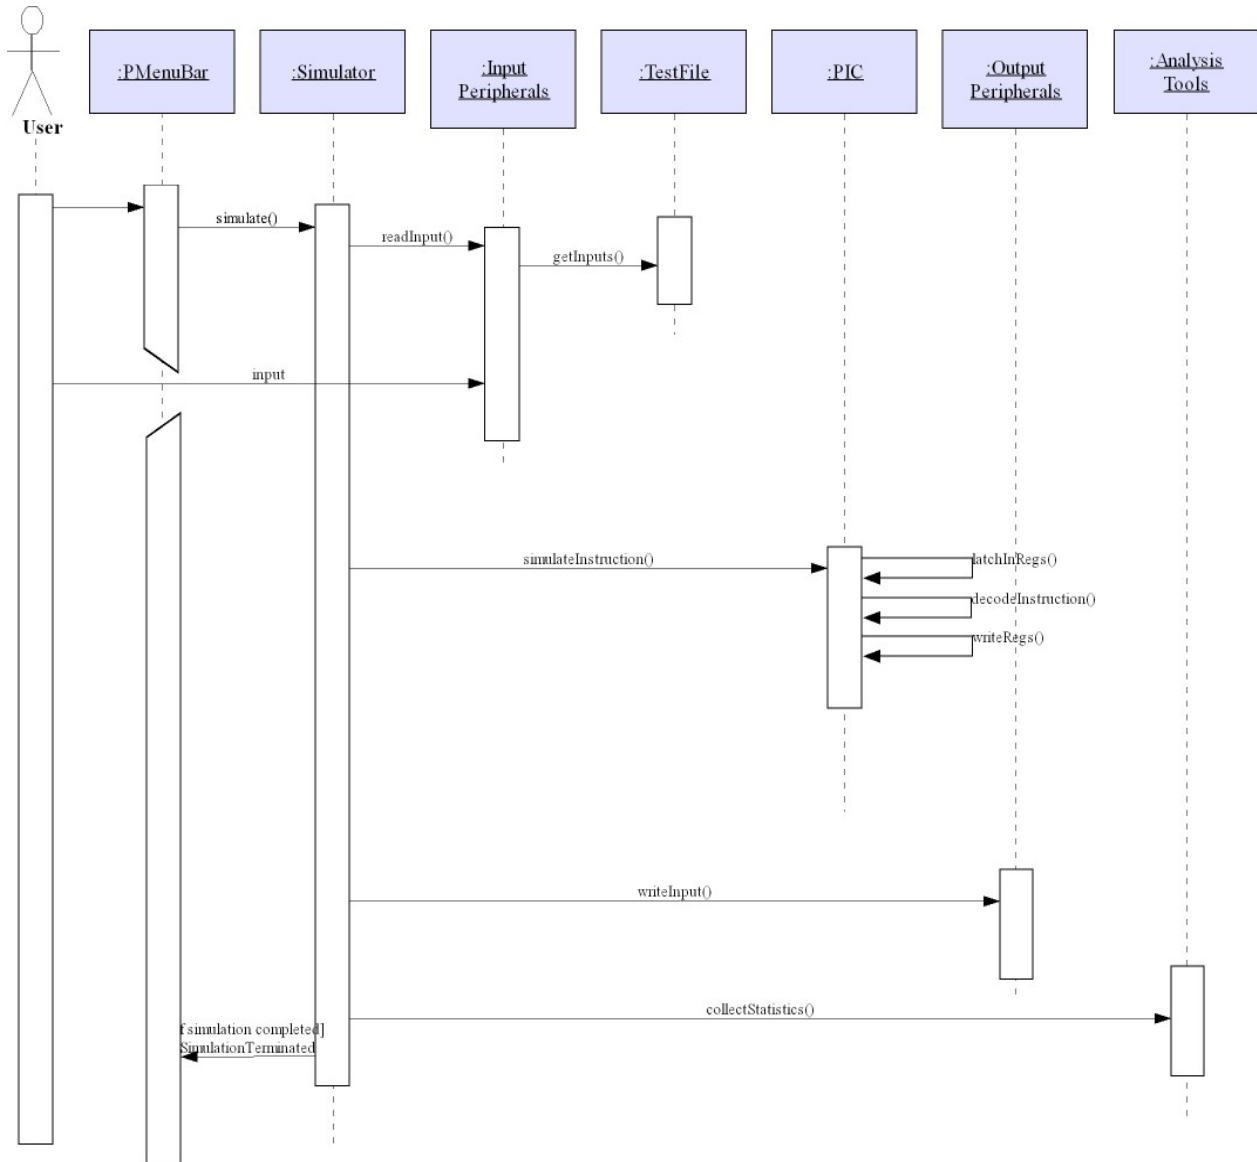 User
:PMenuBar
:Simulator
:Input
Peripherals
:TestFile
:PIC
:Output
Peripherals
:Analysis
Tools
simulate()
readInput()
getInputs()
input
simulateInstruction()
latchInRegs()
decodeInstruction()
writeRegs()
writeInput()
collectStatistics()
f simulation completed]
SimulationTerminated